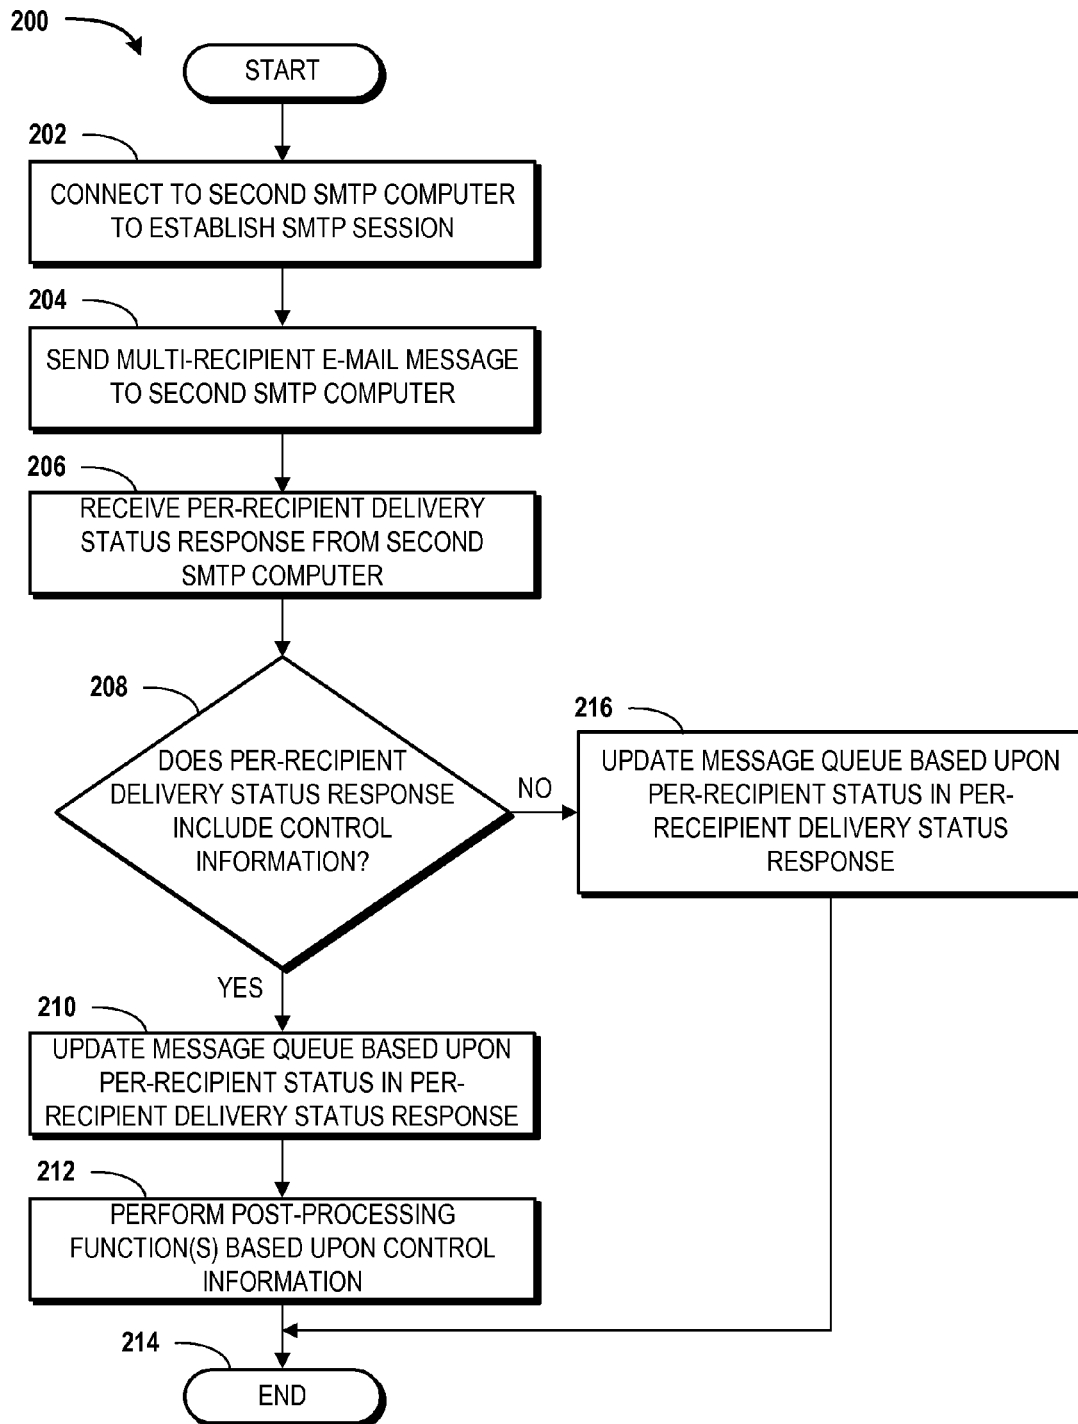 200
START
202
CONNECT TO SECOND SMTP COMPUTER
TO ESTABLISH SMTP SESSION
204
SEND MULTI-RECIPIENT E-MAIL MESSAGE
TO SECOND SMTP COMPUTER
206
RECEIVE PER-RECIPIENT DELIVERY
STATUS RESPONSE FROM SECOND
SMTP COMPUTER
208
DOES PER-RECIPIENT
DELIVERY STATUS RESPONSE
INCLUDE CONTROL
INFORMATION?
NO
216
UPDATE MESSAGE QUEUE BASED UPON
PER-RECIPIENT STATUS IN PER-
RECEIPIENT DELIVERY STATUS
RESPONSE
YES
210
UPDATE MESSAGE QUEUE BASED UPON
PER-RECIPIENT STATUS IN PER-
RECIPIENT DELIVERY STATUS RESPONSE
212
PERFORM POST-PROCESSING
FUNCTION(S) BASED UPON CONTROL
INFORMATION
214
END